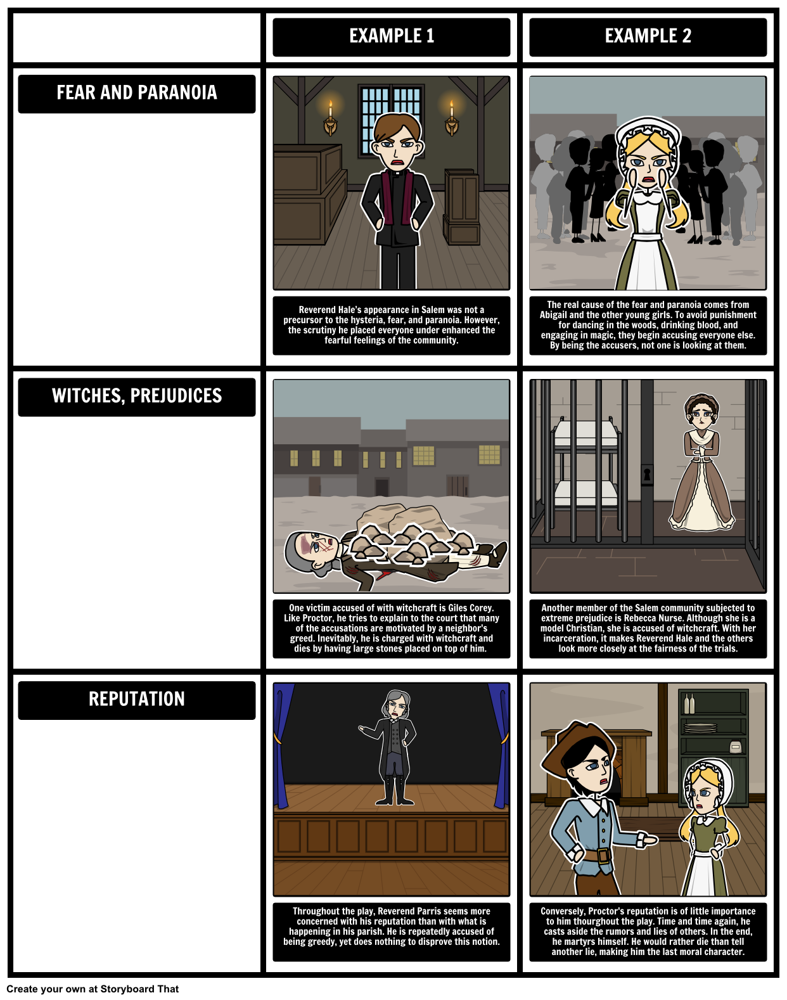 EXAMPLE 1
EXAMPLE 2
FEAR AND PARANOIA
Reverend Hale's appearance in Salem was not a
precursor to the hysteria, fear, and paranoia. However,
the scrutiny he placed everyone under enhanced the
fearful feelings of the community.
The real cause of the fear and paranoia comes from
Abigail and the other young girls. To avoid punishment
for dancing in the woods, drinking blood, and
engaging in magic, they begin accusing everyone else.
By being the accusers, not one is looking at them.
WITCHES, PREJUDICES
One victim accused of with witchcraft is Giles Corey.
Like Proctor, he tries to explain to the court that many
of the accusations are motivated by a neighbor's
greed. Inevitably, he is charged with witchcraft and
dies by having large stones placed on top of him.
Another member of the Salem community subjected to
extreme prejudice is Rebecca Nurse. Although she is a
model Christian, she is accused of witchcraft. With her
incarceration, it makes Reverend Hale and the others
look more closely at the fairness of the trials.
REPUTATION
Throughout the play, Reverend Parris seems more
concerned with his reputation than with what is
happening in his parish. He is repeatedly accused of
being greedy, yet does nothing to disprove this notion.
Conversely, Proctor's reputation is of little importance
to him thourghout the play. Time and time again, he
casts aside the rumors and lies of others. In the end,
he martyrs himself. He would rather die than tell
another lie, making him the last moral character.
Create your own at Storyboard That